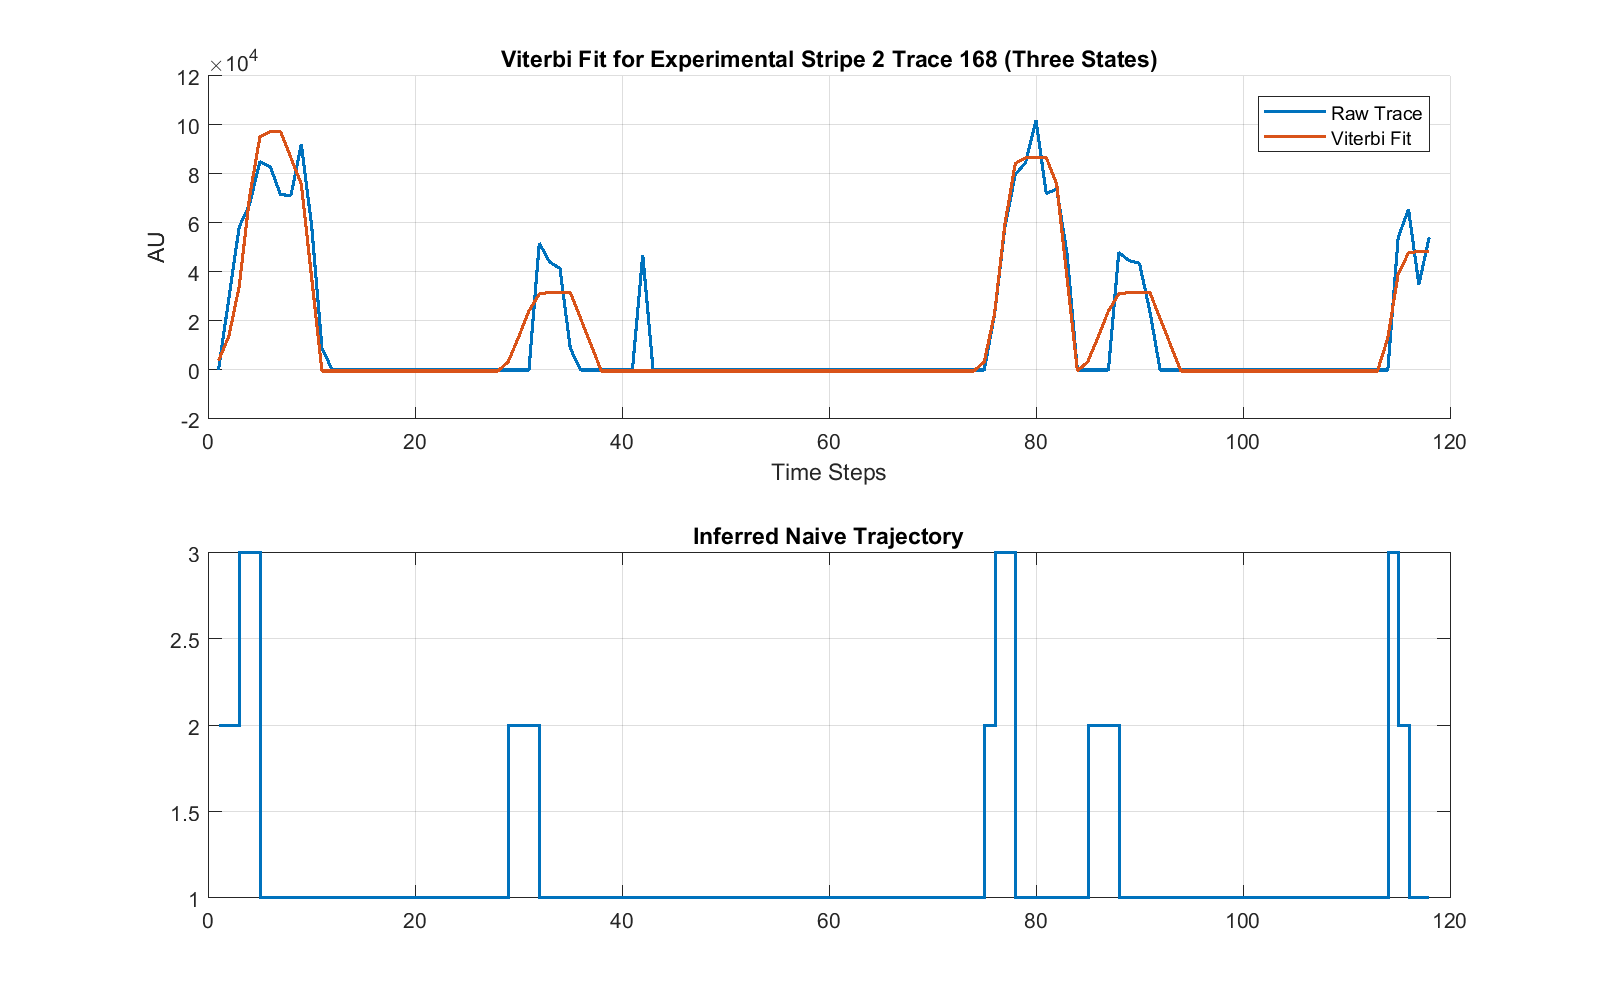 Viterbi Fit for Experimental Stripe 2 Trace 168 (Three States)
×10^4
12
10
8
6
4
2
0
-2
AU
Raw Trace
Viterbi Fit
0 20 40 60 80 100 120
Time Steps
Inferred Naive Trajectory
3
2.5
2
1.5
1
0 20 40 60 80 100 120